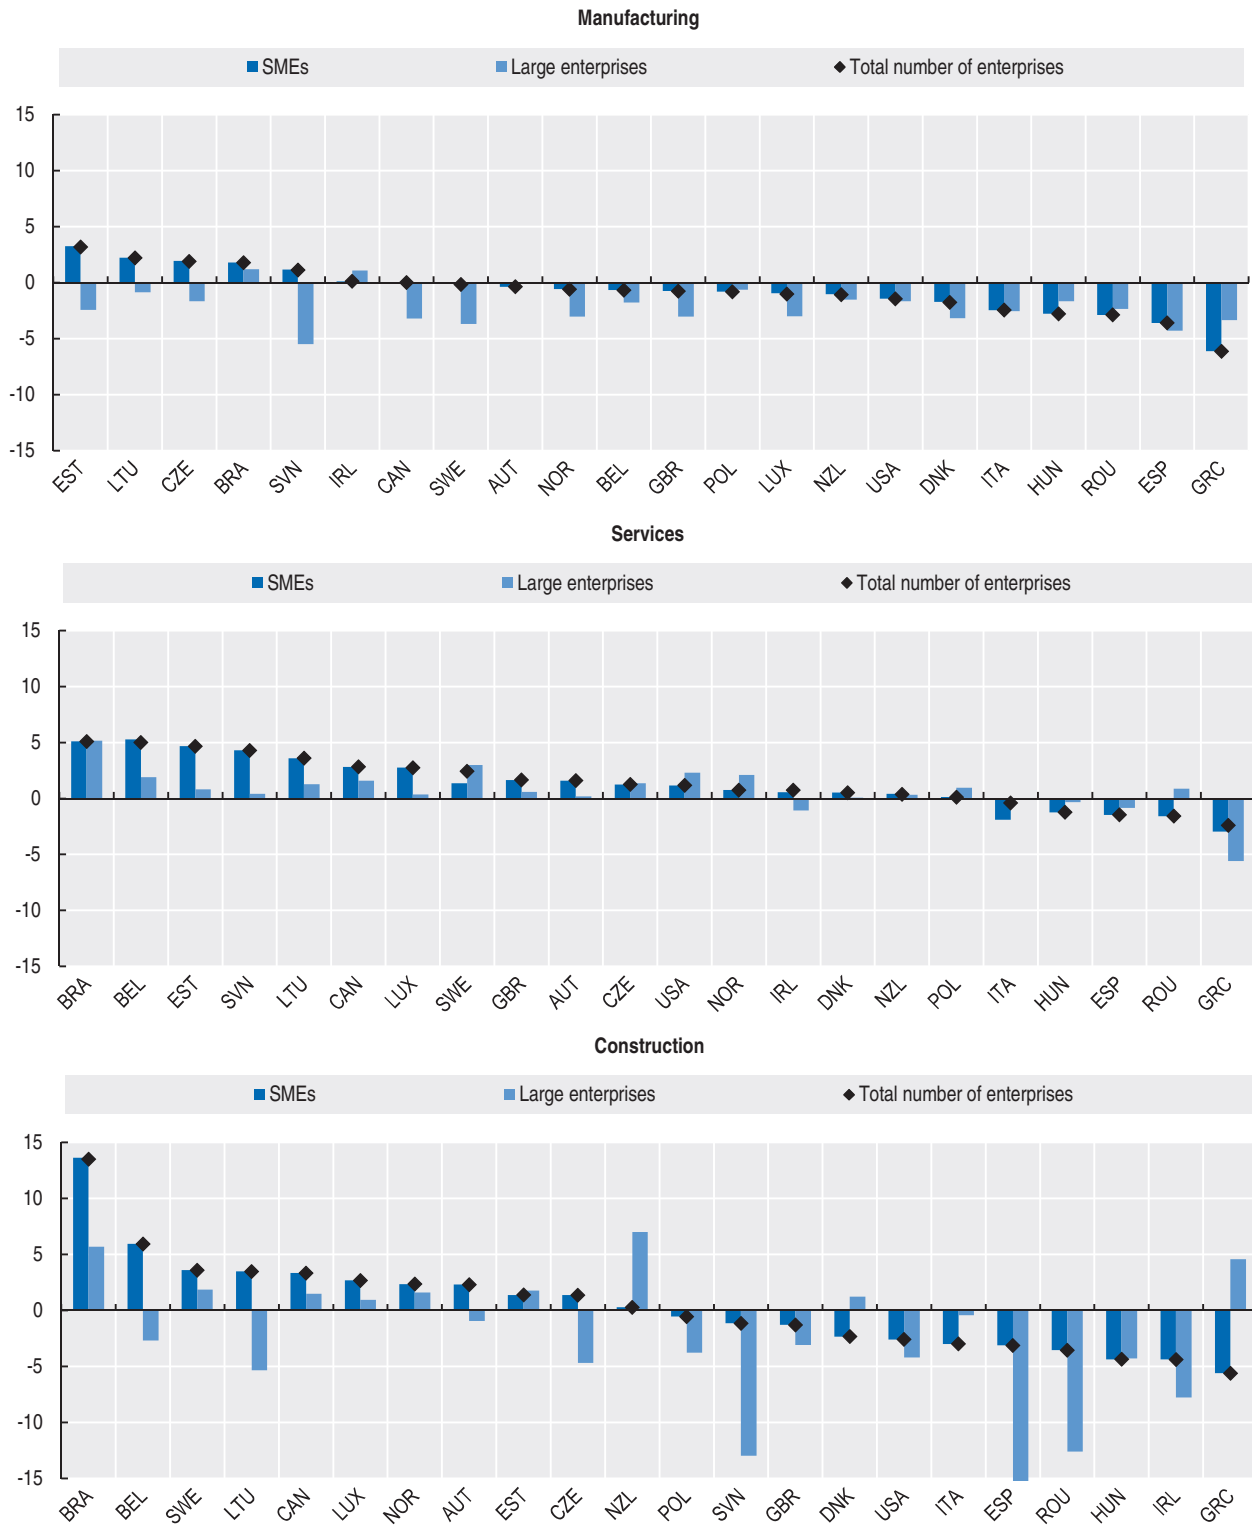 Manufacturing
SMEs Large enterprises Total number of enterprises
15
10
5
0
-5
-10
-15
EST LTU CZE BRA SVN IRL CAN SWE AUT NOR BEL GBR POL LUX NZL USA DNK ITA HUN ROU ESP GRC
Services
SMEs Large enterprises Total number of enterprises
15
10
5
0
-5
-10
-15
BRA BEL EST SVN LTU CAN LUX SWE GBR AUT CZE USA NOR IRL DNK NZL POL ITA HUN ESP ROU GRC
Construction
SMEs Large enterprises Total number of enterprises
15
10
5
0
-5
-10
-15
BRA BEL SWE LTU CAN LUX NOR AUT EST CZE NZL POL SVN GBR DNK USA ITA ESP ROU HUN IRL GRC